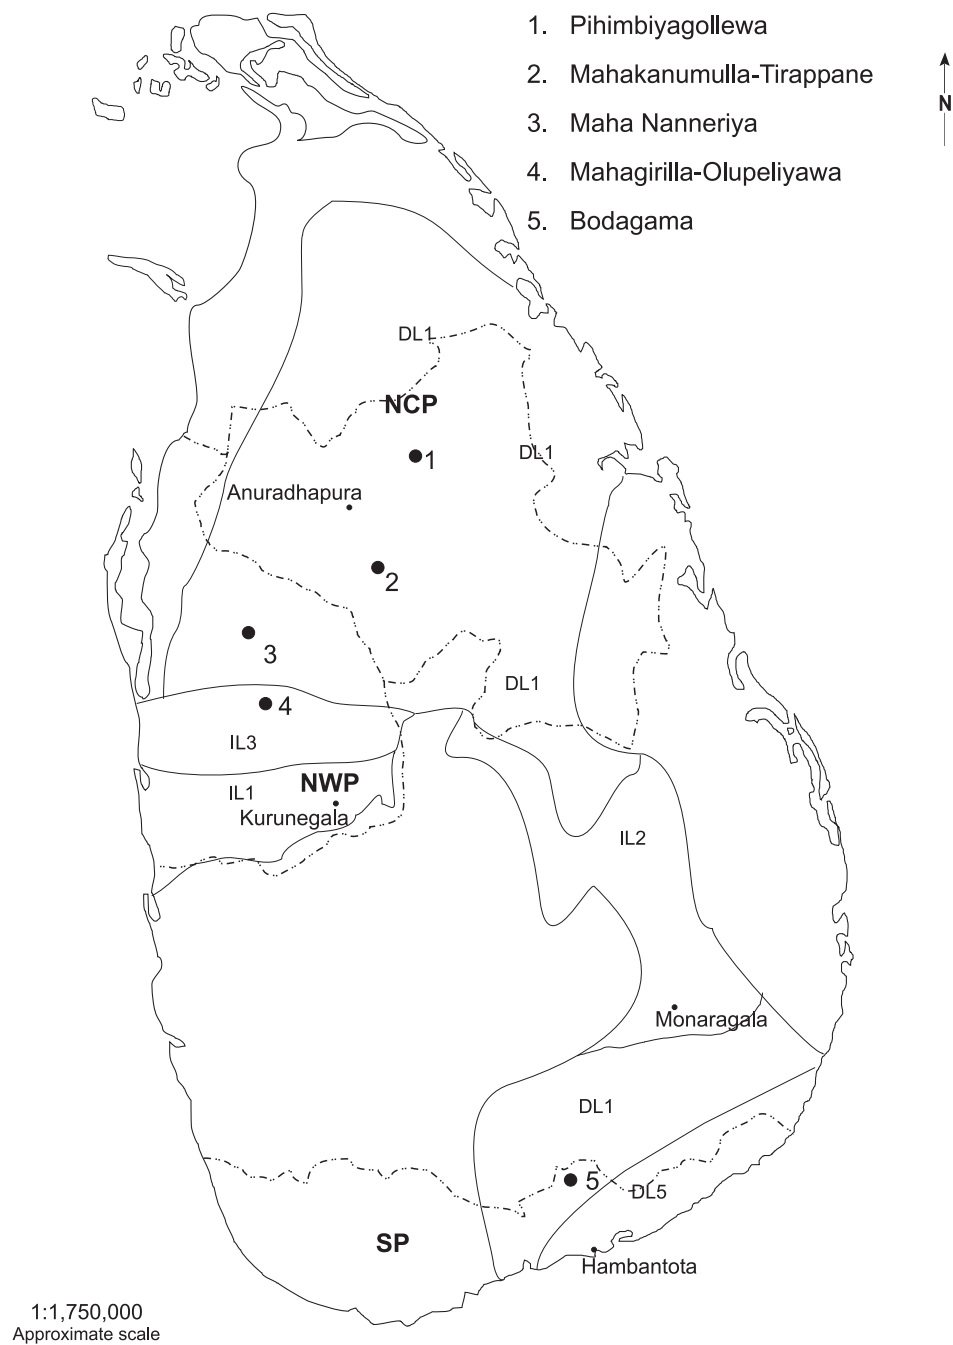 1. Pihimbiyagollewa
2. Mahakanumulla-Tirappane
3. Maha Nanneriya
4. Mahagirilla-Olupeliyawa
5. Bodagama
N
DL1
NCP
DL1
1
Anuradhapura
2
3
DL1
4
IL3
NWP
IL1
Kurunegala
IL2
Monaragala
DL1
5
DL5
SP
Hambantota
1:1,750,000
Approximate scale